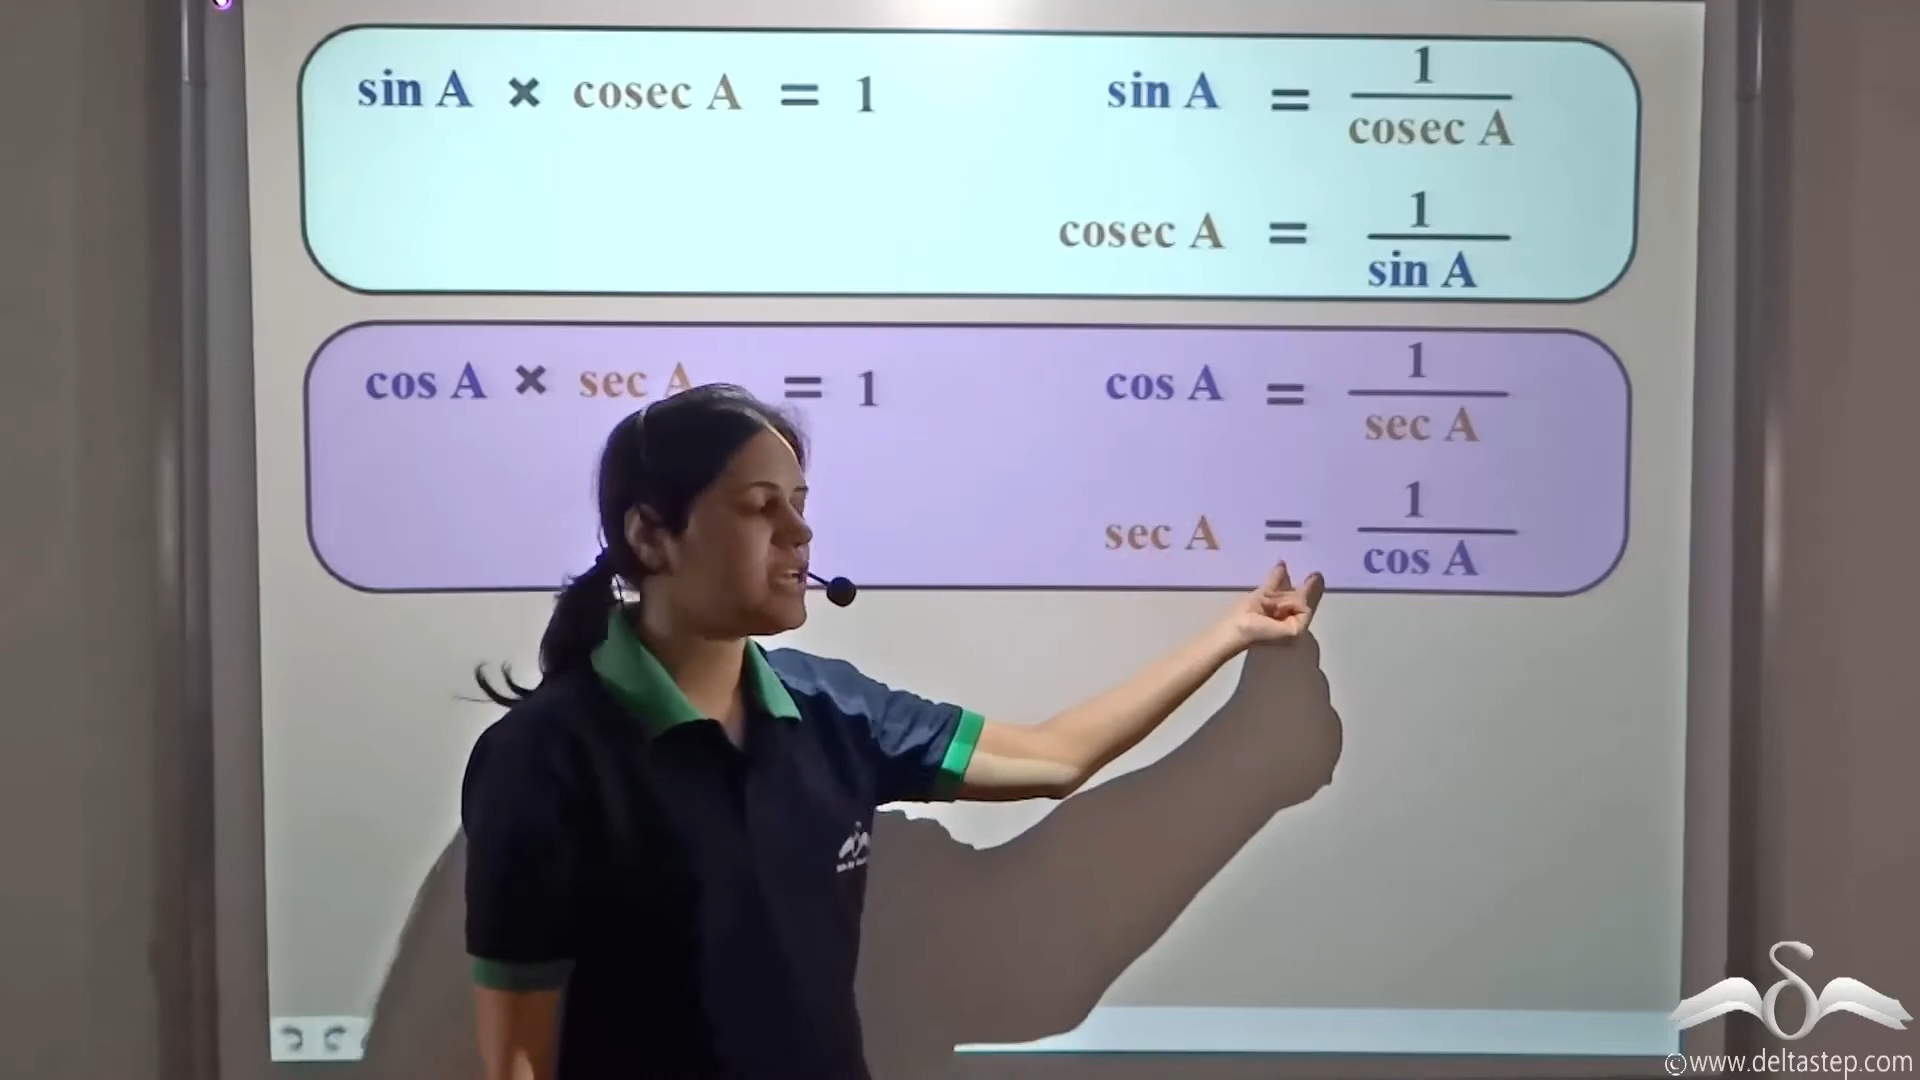 sin A × cosec A = 1
sin A = 1/cosec A
cosec A = 1/sin A
cos A × sec A = 1
cos A = 1/sec A
sec A = 1/cos A
©www.deltastep.com